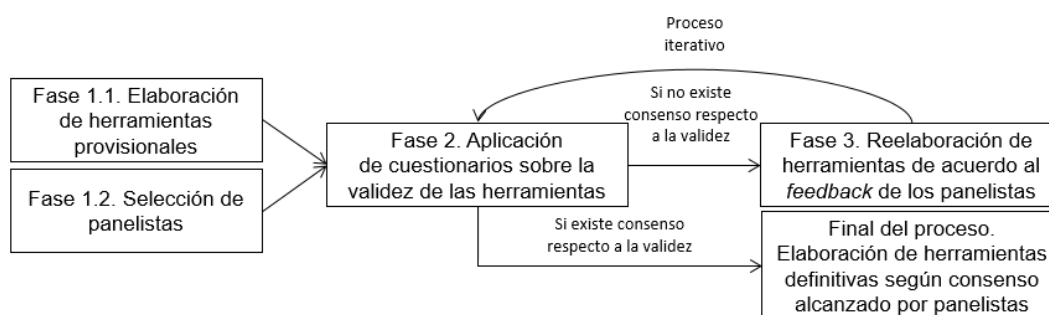 Proceso
iterativo
Fase 1.1. Elaboración
de herramientas
provisionales
Fase 1.2. Selección de
panelistas
Fase 2. Aplicación
de cuestionarios sobre la
validez de las herramientas
Si no existe
consenso respecto
a la validez
Fase 3. Reelaboración de
herramientas de acuerdo al
feedback de los panelistas
Si existe consenso
respecto a la validez
Final del proceso.
Elaboración de herramientas
definitivas según consenso
alcanzado por panelistas